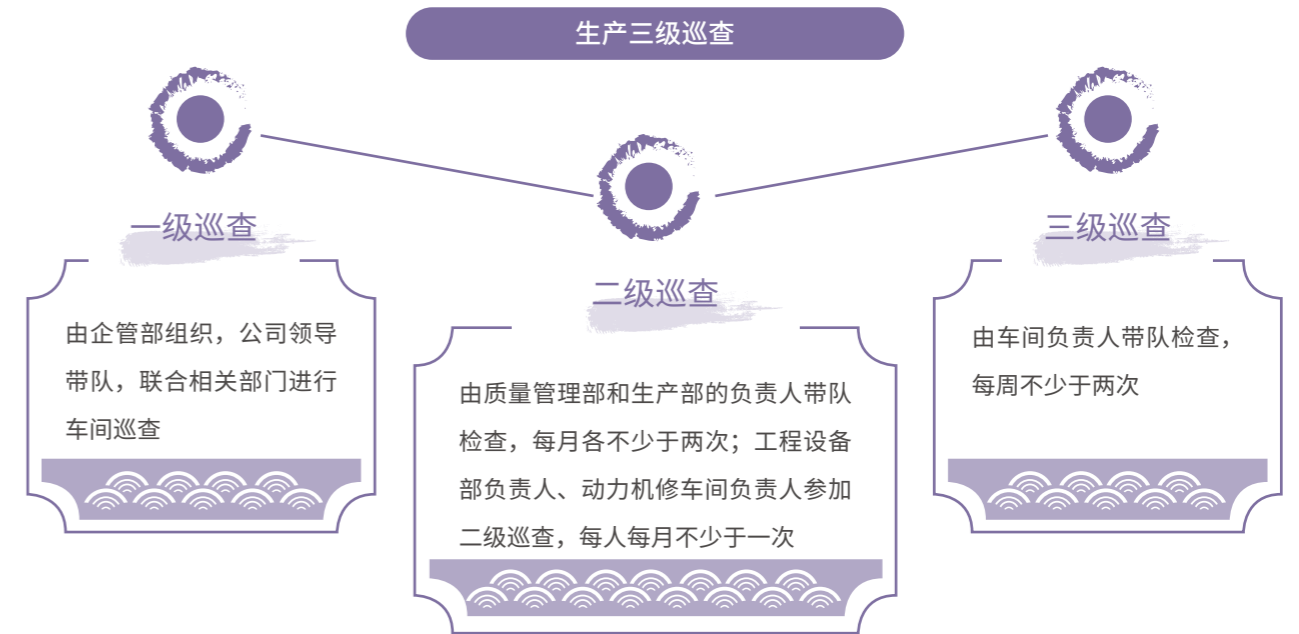 生产三级巡查
一级巡查
由企管部组织，公司领导
带队，联合相关部门进行
车间巡查
二级巡查
由质量管理部和生产部的负责人带队
检查，每月各不少于两次；工程设备
部负责人、动力机修车间负责人参加
二级巡查，每人每月不少于一次
三级巡查
由车间负责人带队检查，
每周不少于两次